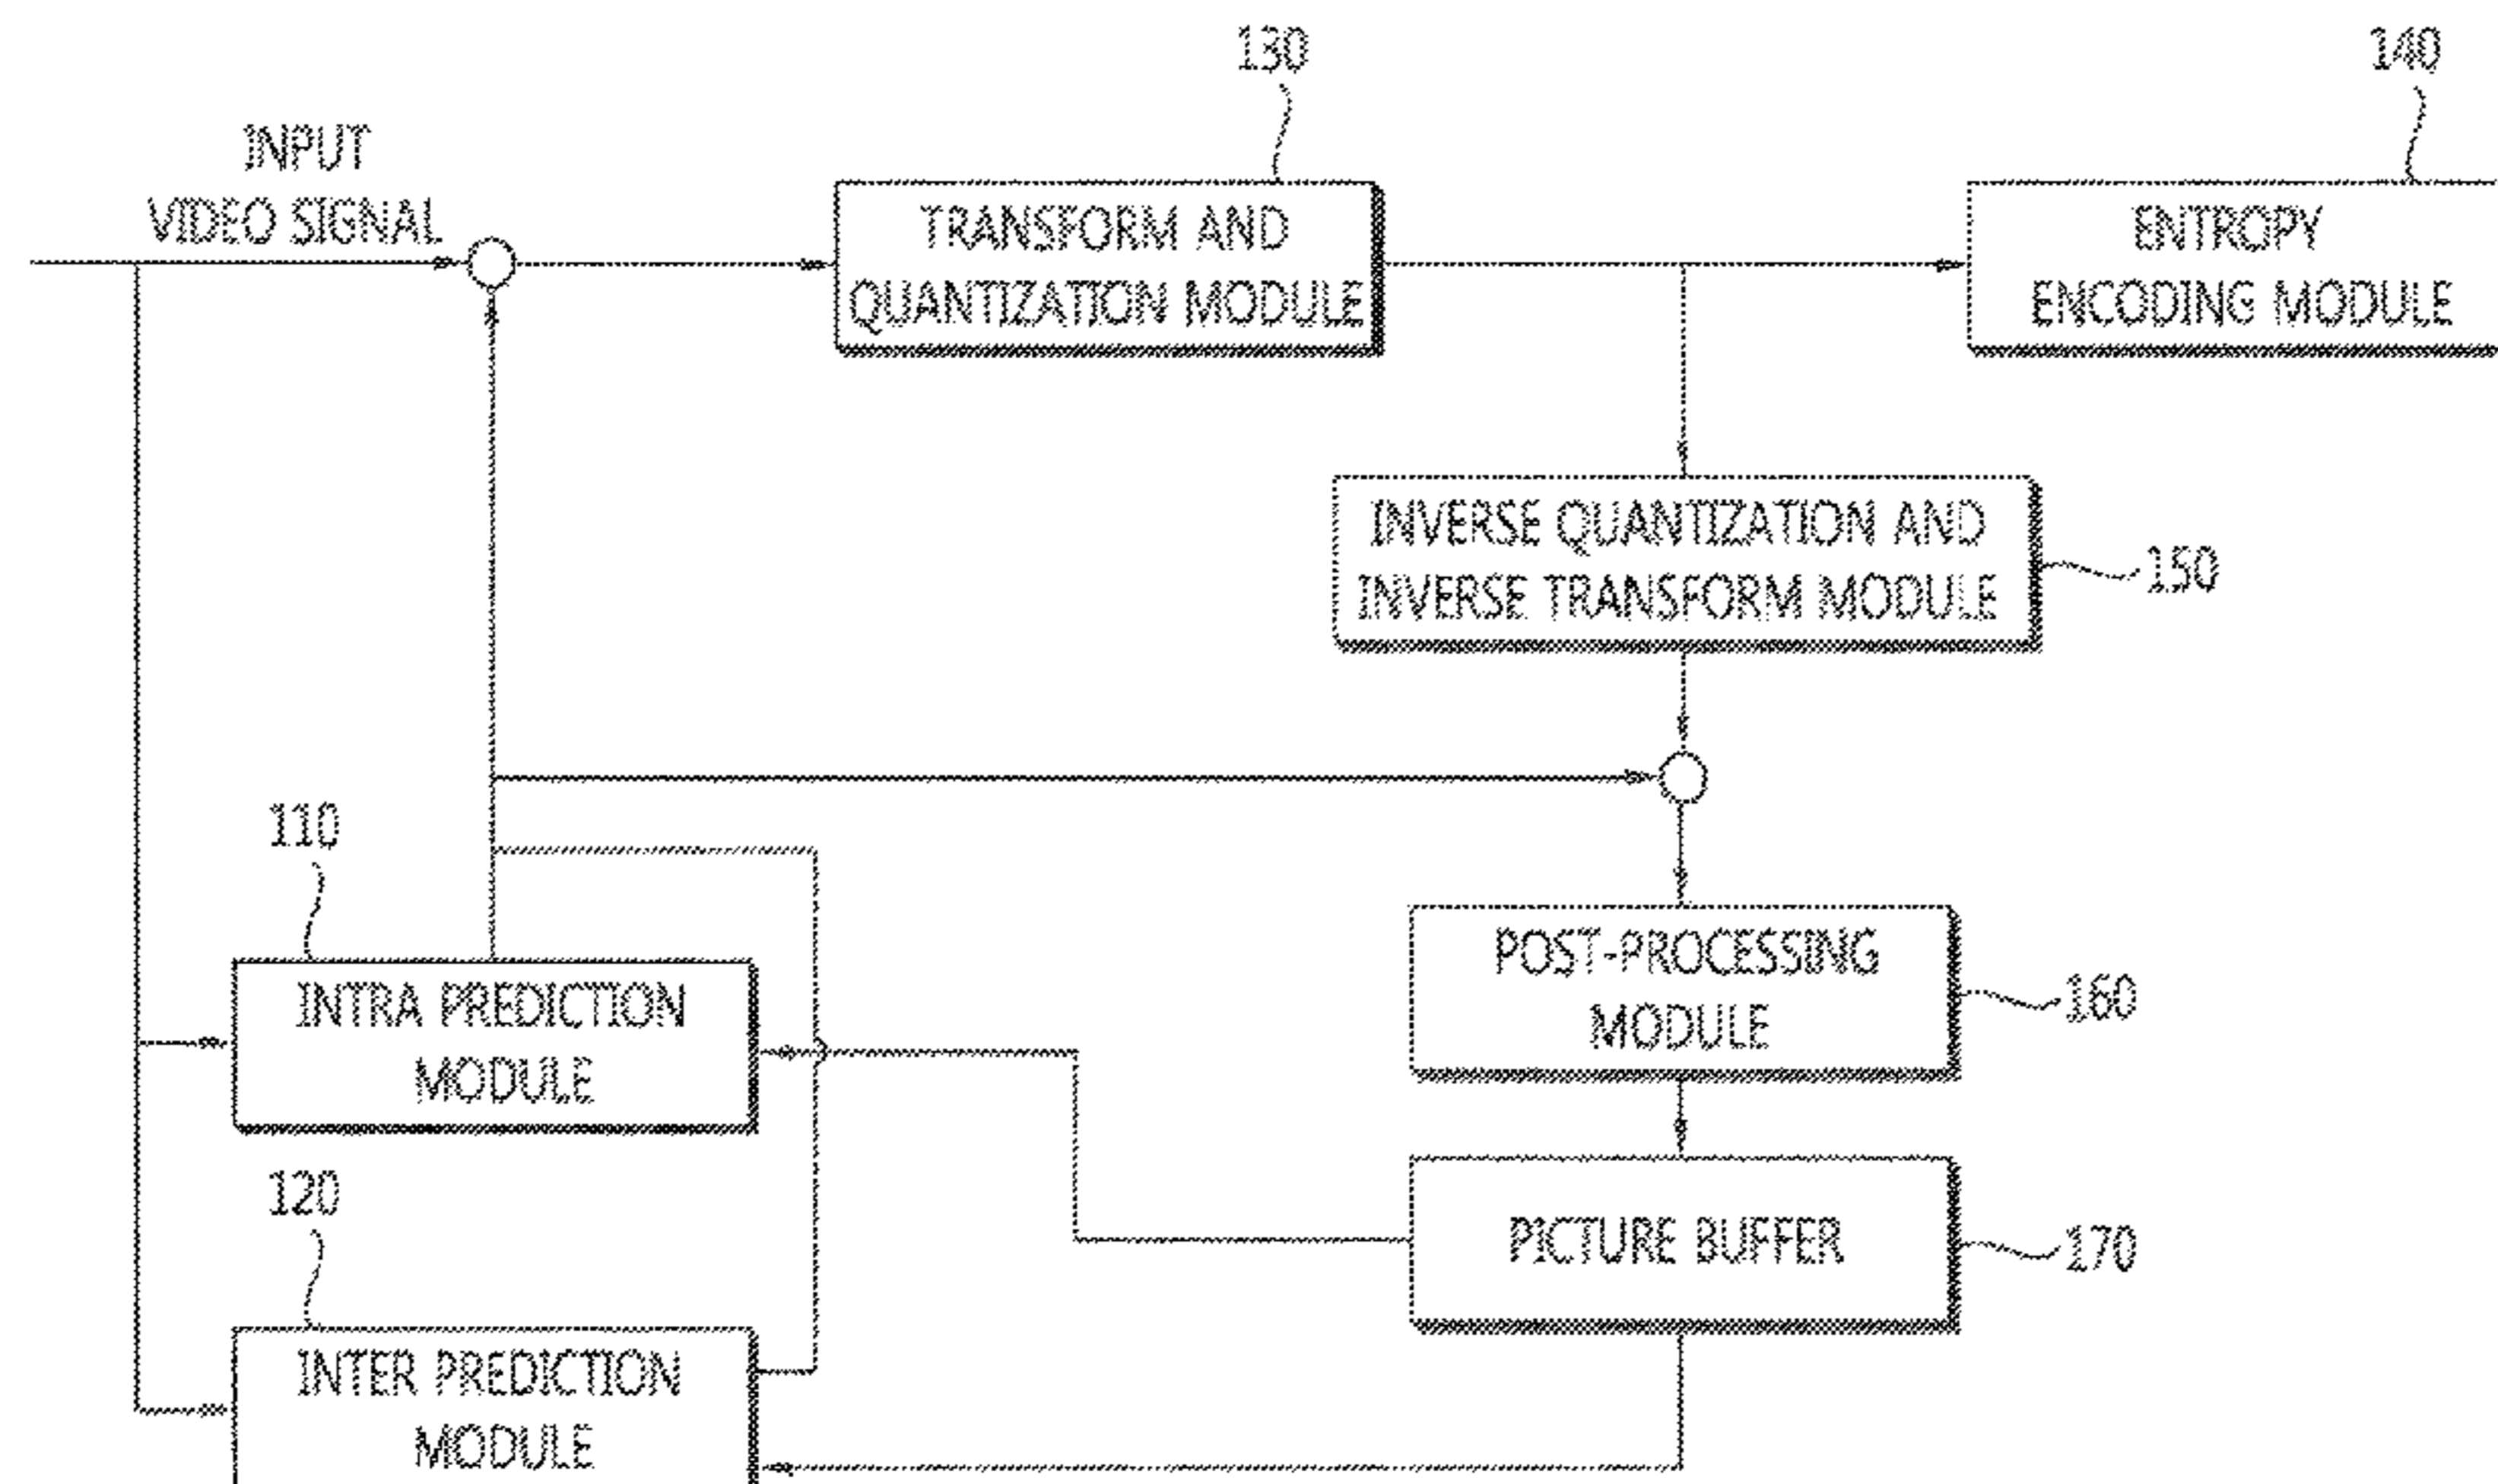 130
140
INPUT
VIDEO SIGNAL
TRANSFORM AND
QUANTIZATION MODULE
ENTROPY
ENCODING MODULE
INVERSE QUANTIZATION AND
INVERSE TRANSFORM MODULE
150
110
POST-PROCESSING
MODULE
160
INTRA PREDICTION
MODULE
120
PICTURE BUFFER
170
INTER PREDICTION
MODULE